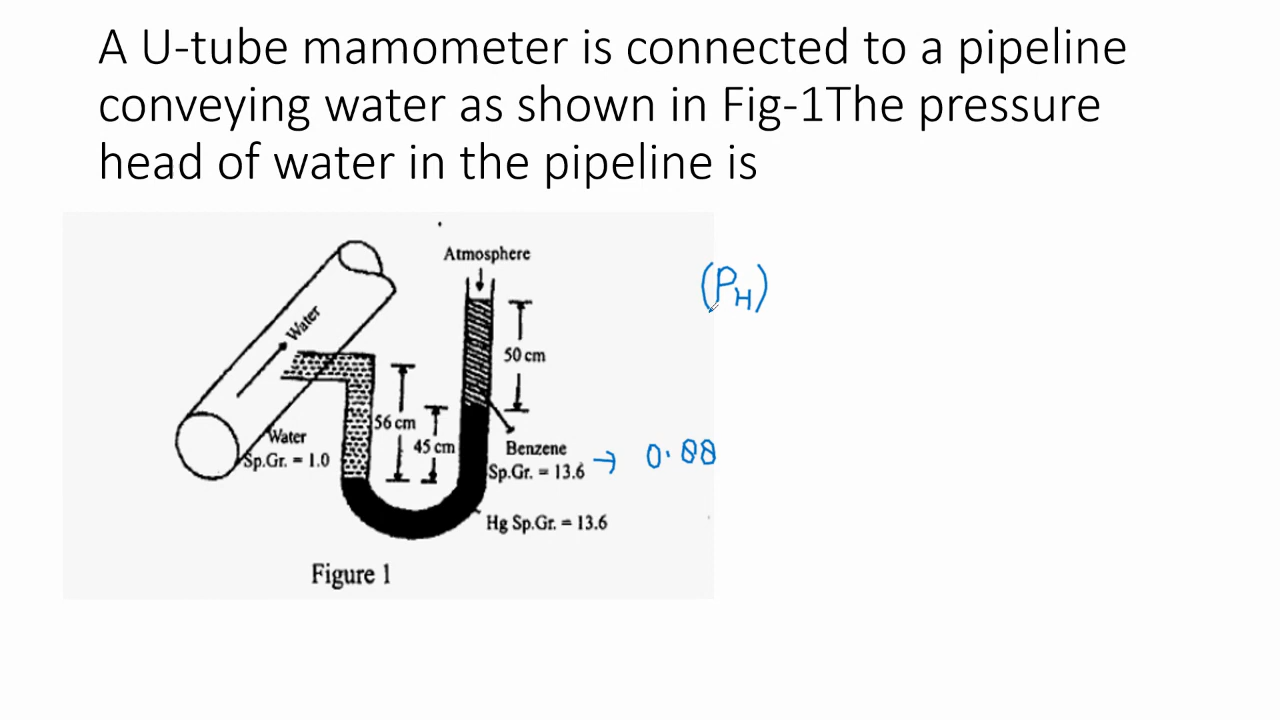 A U-tube mamometer is connected to a pipeline
conveying water as shown in Fig-1The pressure
head of water in the pipeline is
Atmosphere
(PH)
Water
50 cm
56 cm
45 cm
Water
Sp.Gr. = 1.0
Benzene
Sp.Gr. = 13.6 → 0.88
Hg Sp.Gr. = 13.6
Figure 1